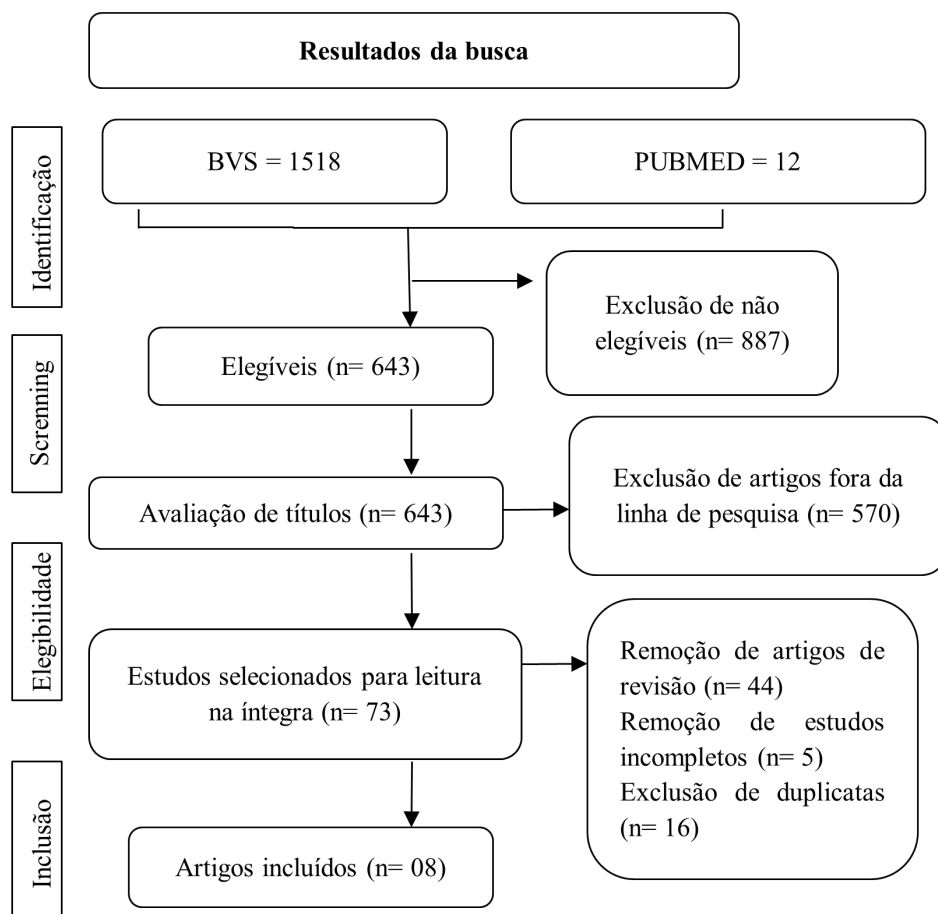 Resultados da busca
Identificação
BVS = 1518
PUBMED = 12
Exclusão de não
elegíveis (n= 887)
Screnning
Elegíveis (n= 643)
Avaliação de títulos (n= 643)
Exclusão de artigos fora da
linha de pesquisa (n= 570)
Elegibilidade
Estudos selecionados para leitura
na íntegra (n= 73)
Remoção de artigos de
revisão (n= 44)
Remoção de estudos
incompletos (n= 5)
Exclusão de duplicatas
(n= 16)
Inclusão
Artigos incluídos (n= 08)